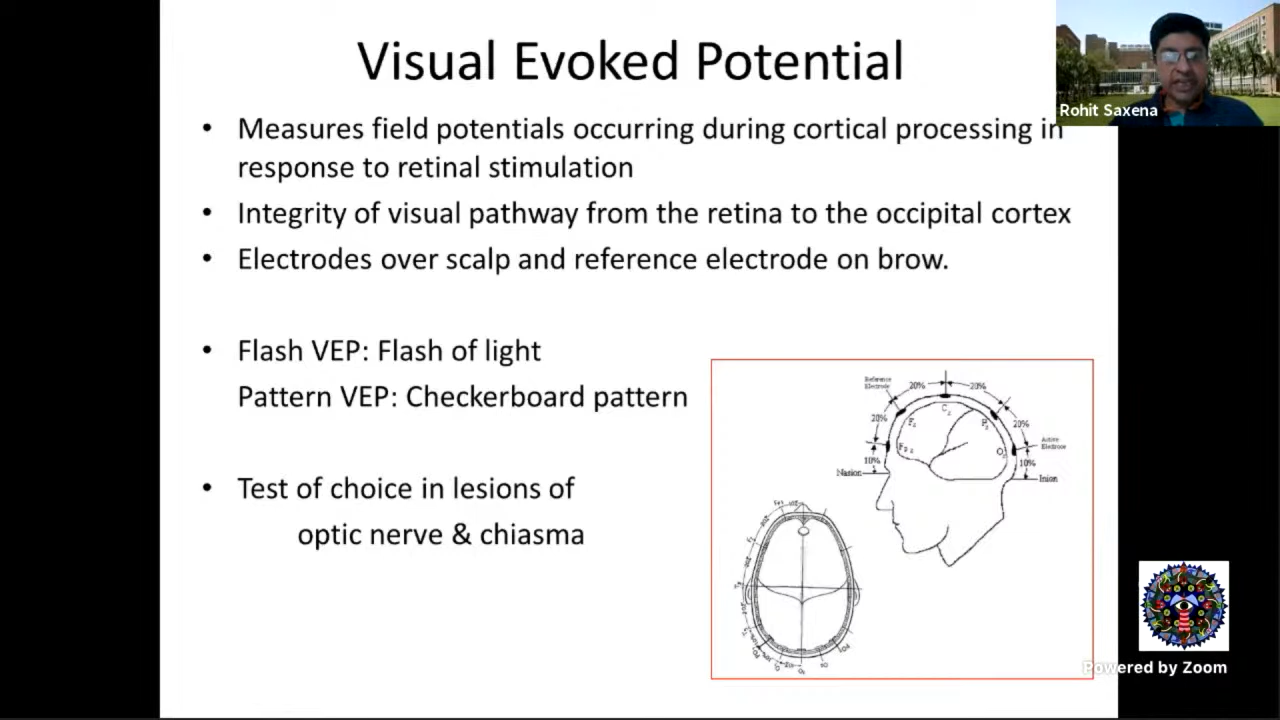 Visual Evoked Potential
Rohit Saxena
• Measures field potentials occurring during cortical processing in
response to retinal stimulation
• Integrity of visual pathway from the retina to the occipital cortex
• Electrodes over scalp and reference electrode on brow.
• Flash VEP: Flash of light
Pattern VEP: Checkerboard pattern
• Test of choice in lesions of
optic nerve & chiasma
Reference
Electrode
20% 20%
20% 20%
Active
Electrode
10% 10%
Nasion Inion
Powered by Zoom